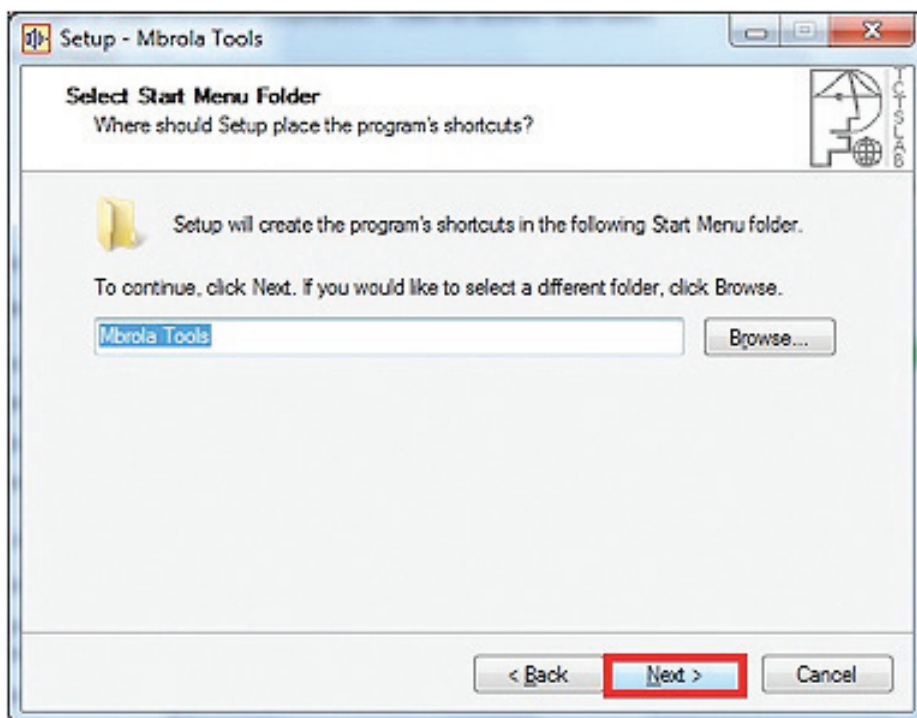 Setup - Mbrola Tools
Select Start Menu Folder
Where should Setup place the program's shortcuts?
TCTSLAB
Setup will create the program's shortcuts in the following Start Menu folder.
To continue, click Next. If you would like to select a different folder, click Browse.
Mbrola Tools
Browse...
< Back
Next >
Cancel